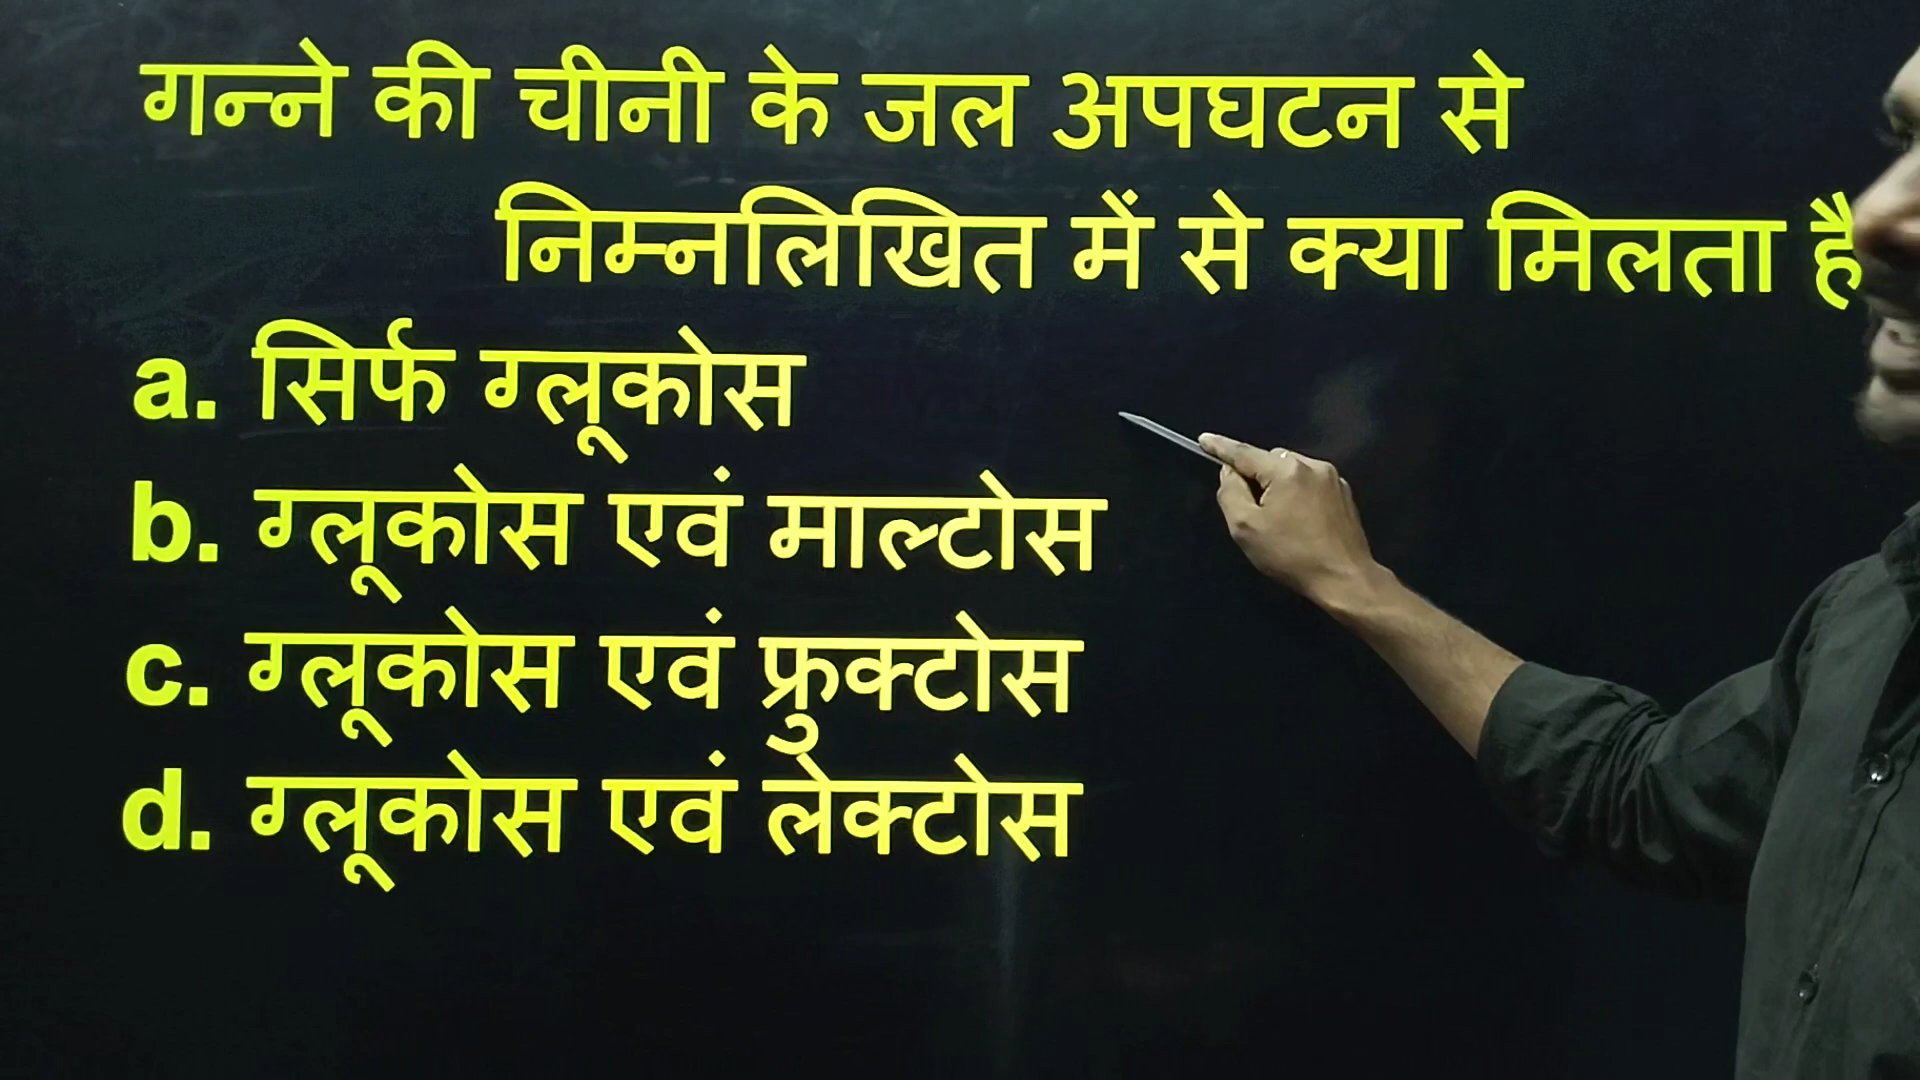 गन्ने की चीनी के जल अपघटन से
निम्नलिखित में से क्या मिलता है
a. सिर्फ ग्लूकोस
b. ग्लूकोस एवं माल्टोस
c. ग्लूकोस एवं फ्रुक्टोस
d. ग्लूकोस एवं लेक्टोस